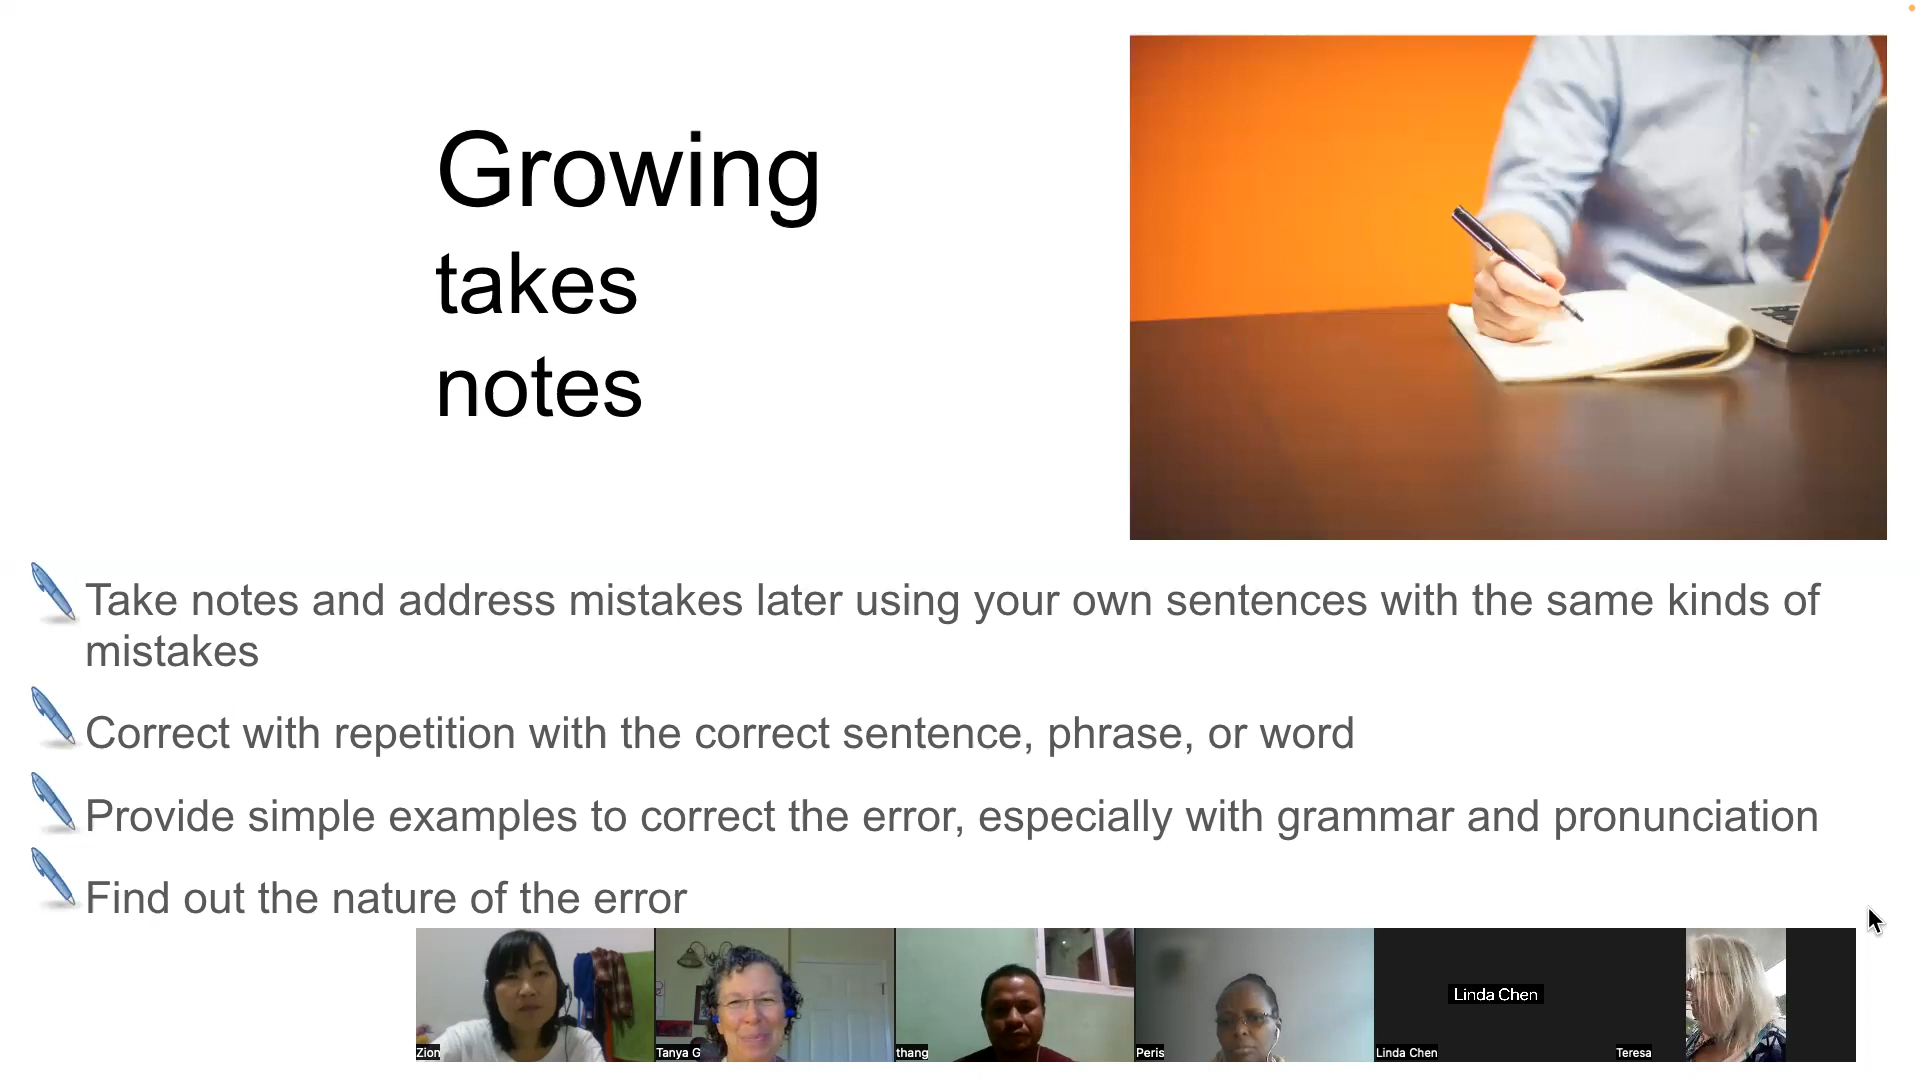 Growing
takes
notes
Take notes and address mistakes later using your own sentences with the same kinds of
mistakes
Correct with repetition with the correct sentence, phrase, or word
Provide simple examples to correct the error, especially with grammar and pronunciation
Find out the nature of the error
Linda Chen
Zion
Tanya G
thang
Peris
Linda Chen
Teresa